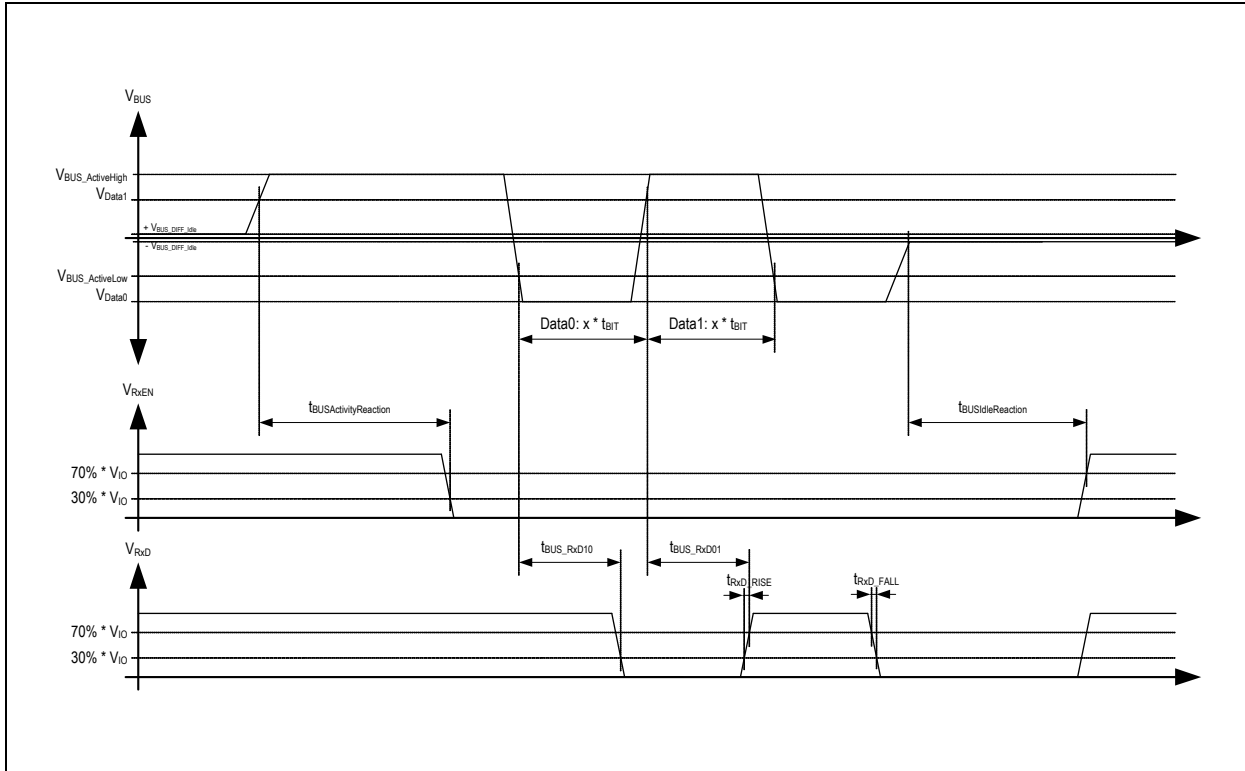 VBUS
VBUS_ActiveHigh
VData1
+ VBUS_DIFF_Idle
- VBUS_DIFF_Idle
VBUS_ActiveLow
VData0
Data0: x * tBIT
Data1: x * tBIT
VRxEN
tBUSActivityReaction
tBUSIdleReaction
70% * VIO
30% * VIO
VRxD
tBUS_RxD10
tBUS_RxD01
tRxD_RISE
tRxD_FALL
70% * VIO
30% * VIO